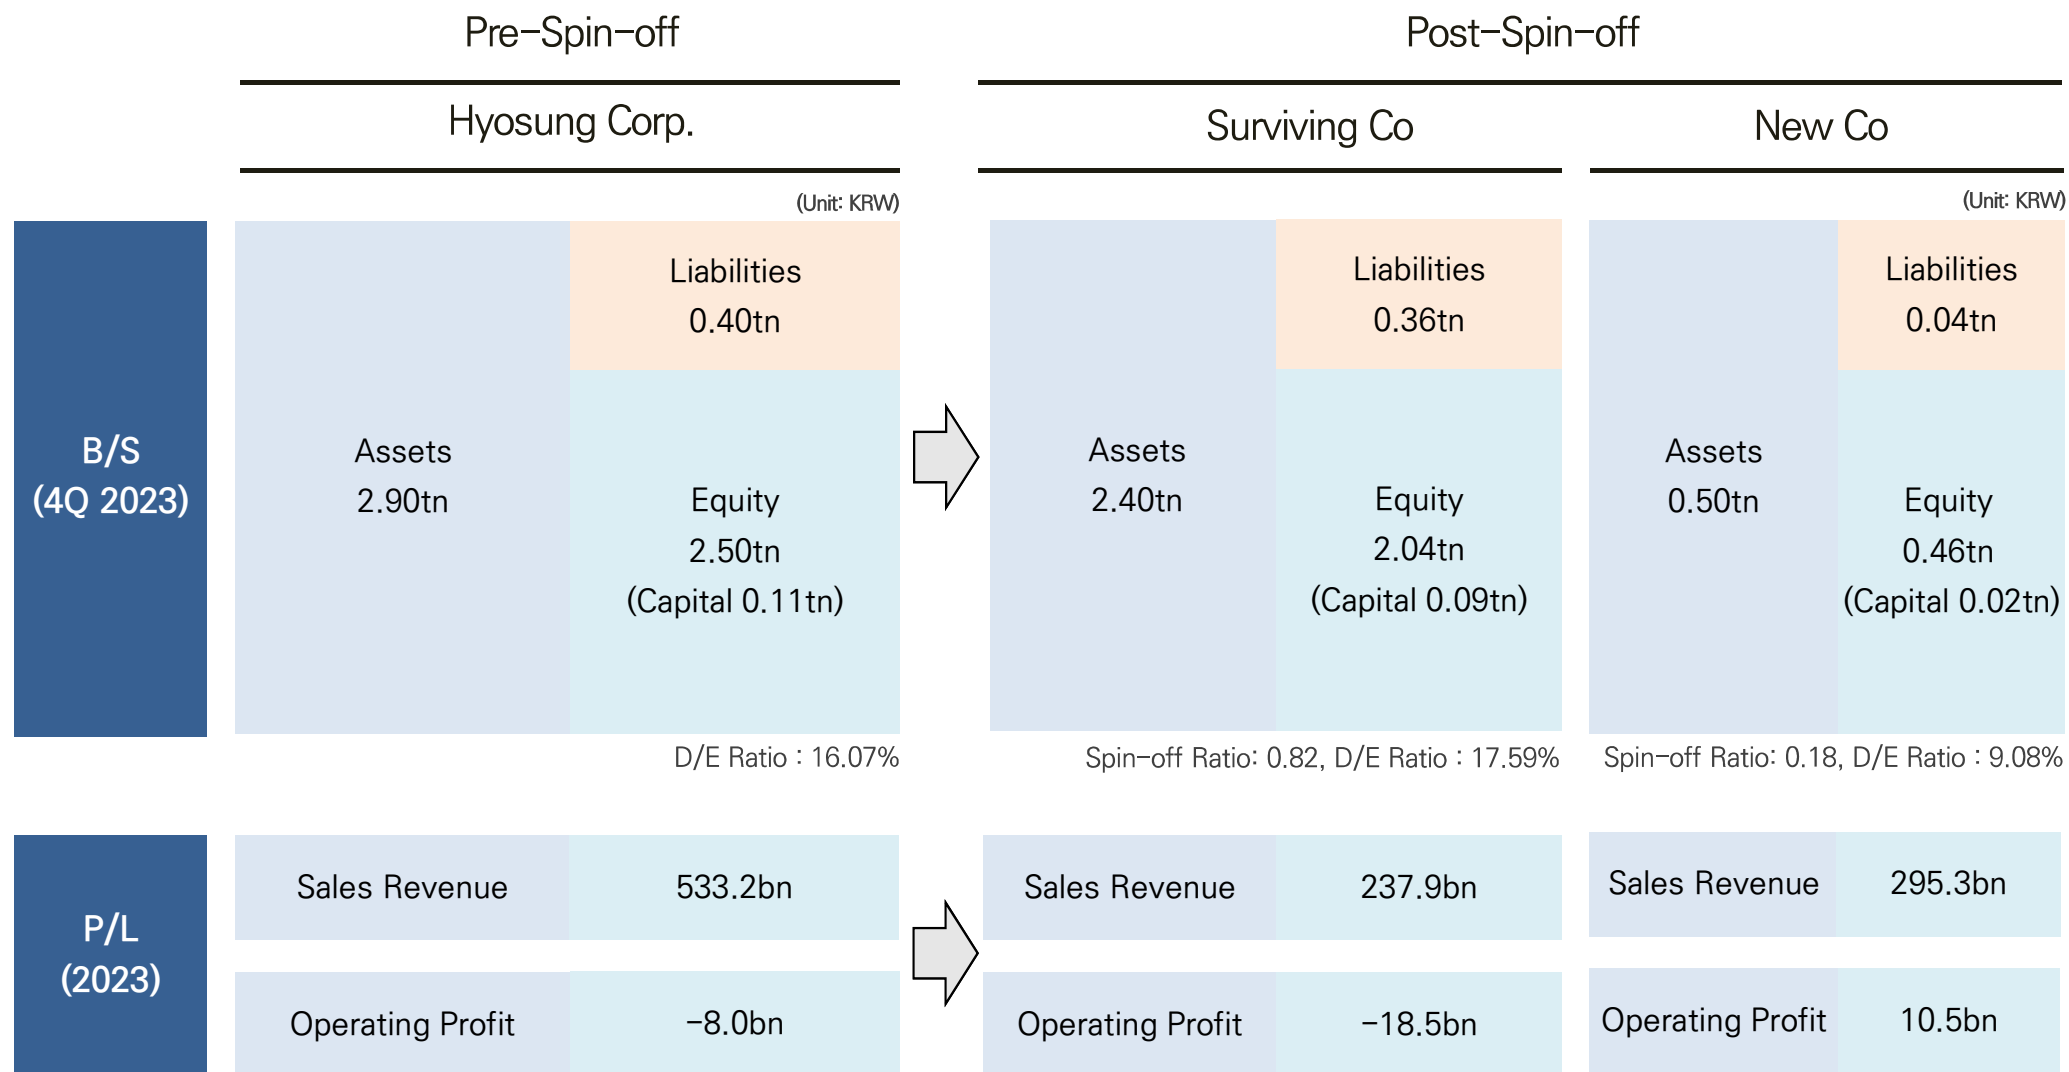 Pre-Spin-off
Post-Spin-off
Hyosung Corp.
Surviving Co
New Co
(Unit: KRW)
(Unit: KRW)
B/S
(4Q 2023)
Assets
2.90tn
Liabilities
0.40tn
Equity
2.50tn
(Capital 0.11tn)
Assets
2.40tn
Liabilities
0.36tn
Equity
2.04tn
(Capital 0.09tn)
Assets
0.50tn
Liabilities
0.04tn
Equity
0.46tn
(Capital 0.02tn)
D/E Ratio : 16.07%
Spin-off Ratio: 0.82, D/E Ratio : 17.59%
Spin-off Ratio: 0.18, D/E Ratio : 9.08%
P/L
(2023)
Sales Revenue
533.2bn
Sales Revenue
237.9bn
Sales Revenue
295.3bn
Operating Profit
-8.0bn
Operating Profit
-18.5bn
Operating Profit
10.5bn